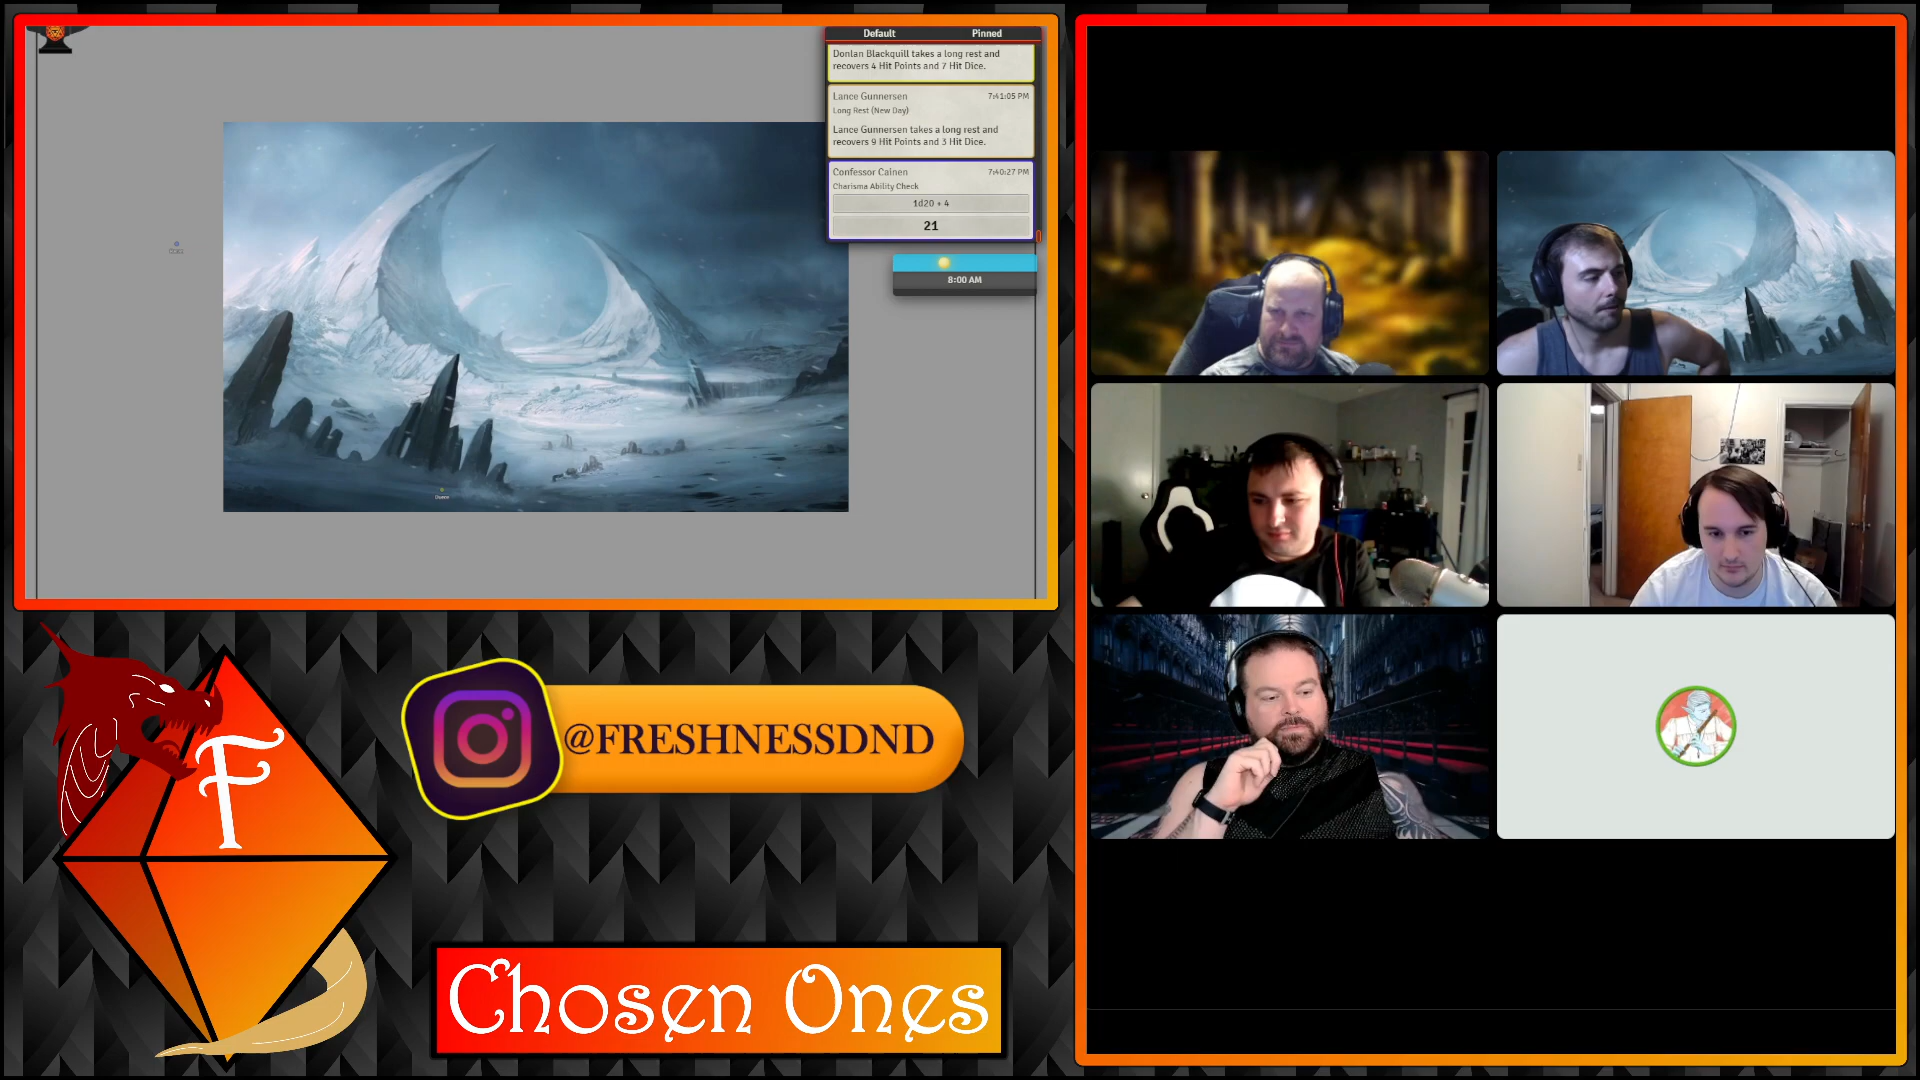 Default Pinned
Donlan Blackquill takes a long rest and
recovers 4 Hit Points and 7 Hit Dice.
Lance Gunnersen 7:41:05 PM
Long Rest (New Day)
Lance Gunnersen takes a long rest and
recovers 9 Hit Points and 3 Hit Dice.
Confessor Cainen 7:40:27 PM
Charisma Ability Check
1d20 + 4
21
8:00 AM
F
@FRESHNESSDND
Chosen Ones